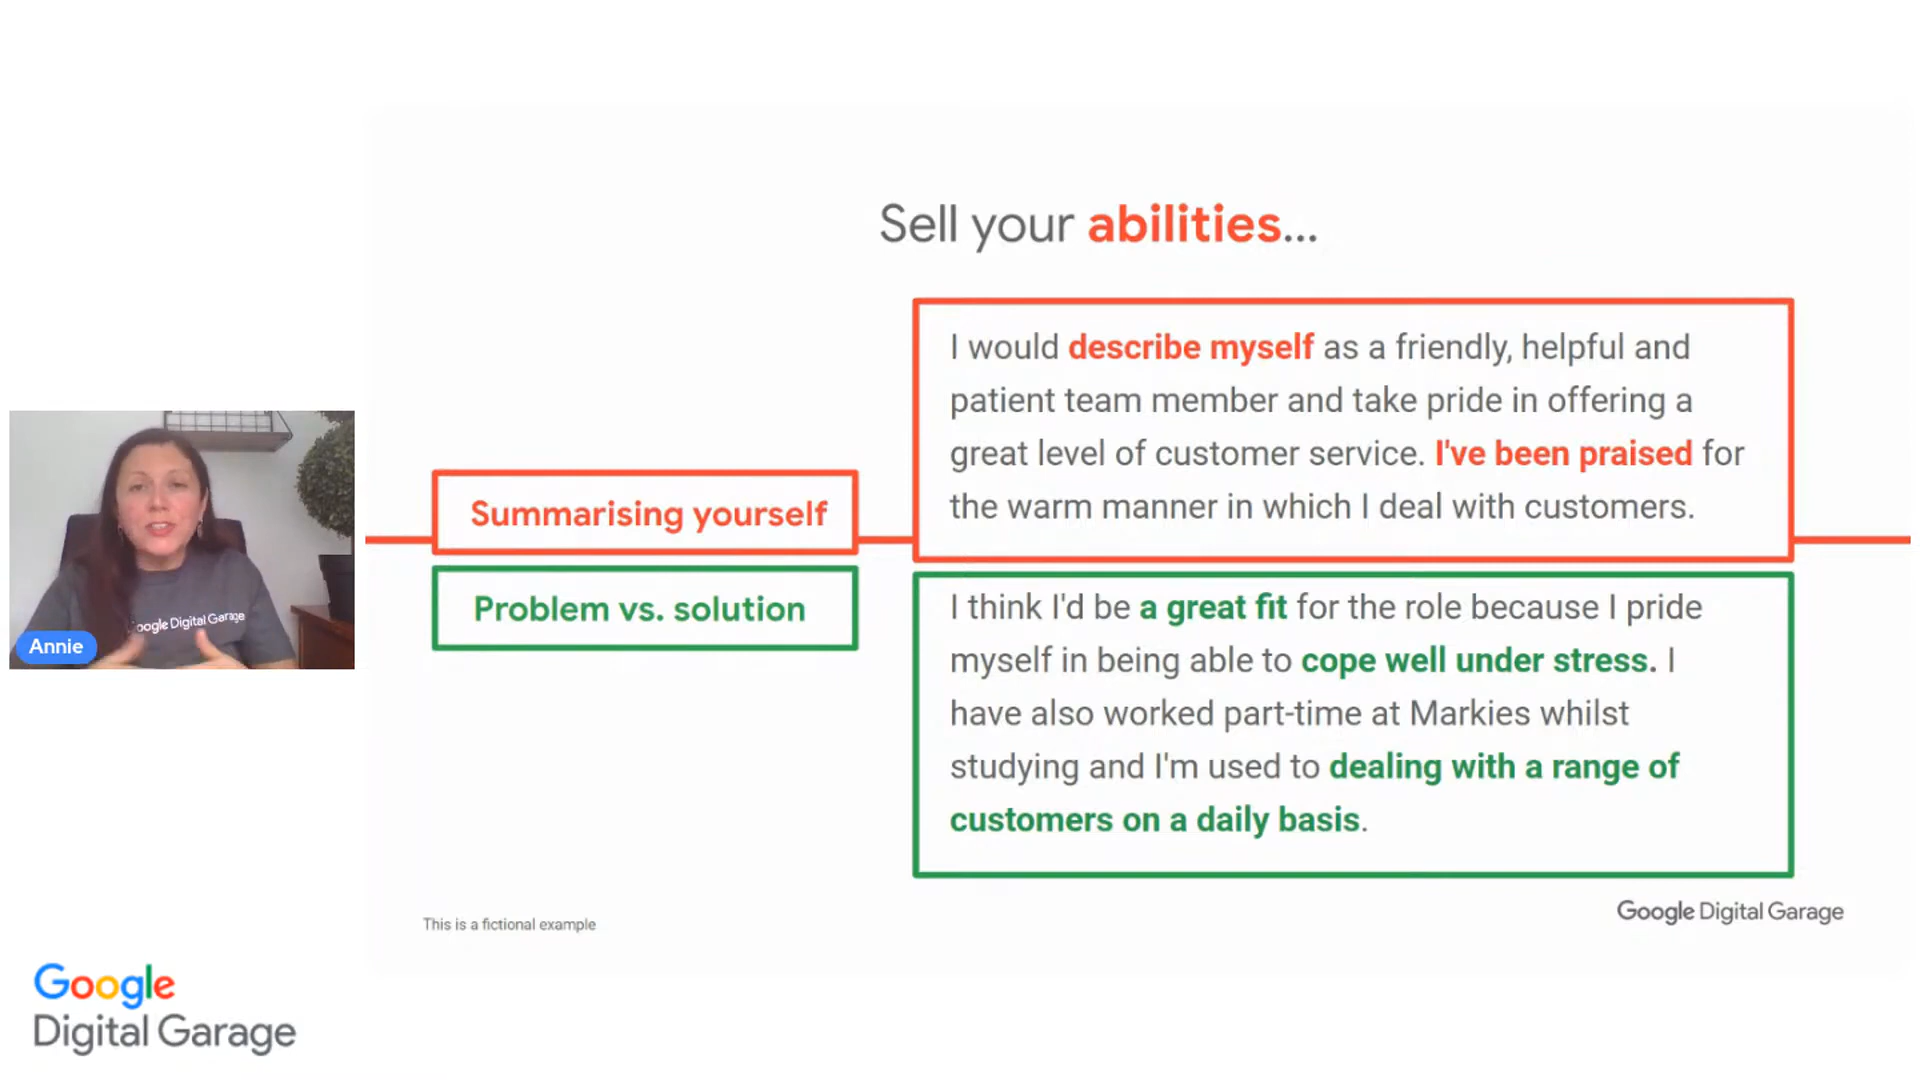 Sell your abilities...
I would describe myself as a friendly, helpful and
patient team member and take pride in offering a
great level of customer service. I've been praised for
the warm manner in which I deal with customers.
Summarising yourself
Problem vs. solution
I think I'd be a great fit for the role because I pride
myself in being able to cope well under stress. I
have also worked part-time at Markies whilst
studying and I'm used to dealing with a range of
customers on a daily basis.
oogle Digital Garage
Annie
This is a fictional example
Google Digital Garage
Google
Digital Garage